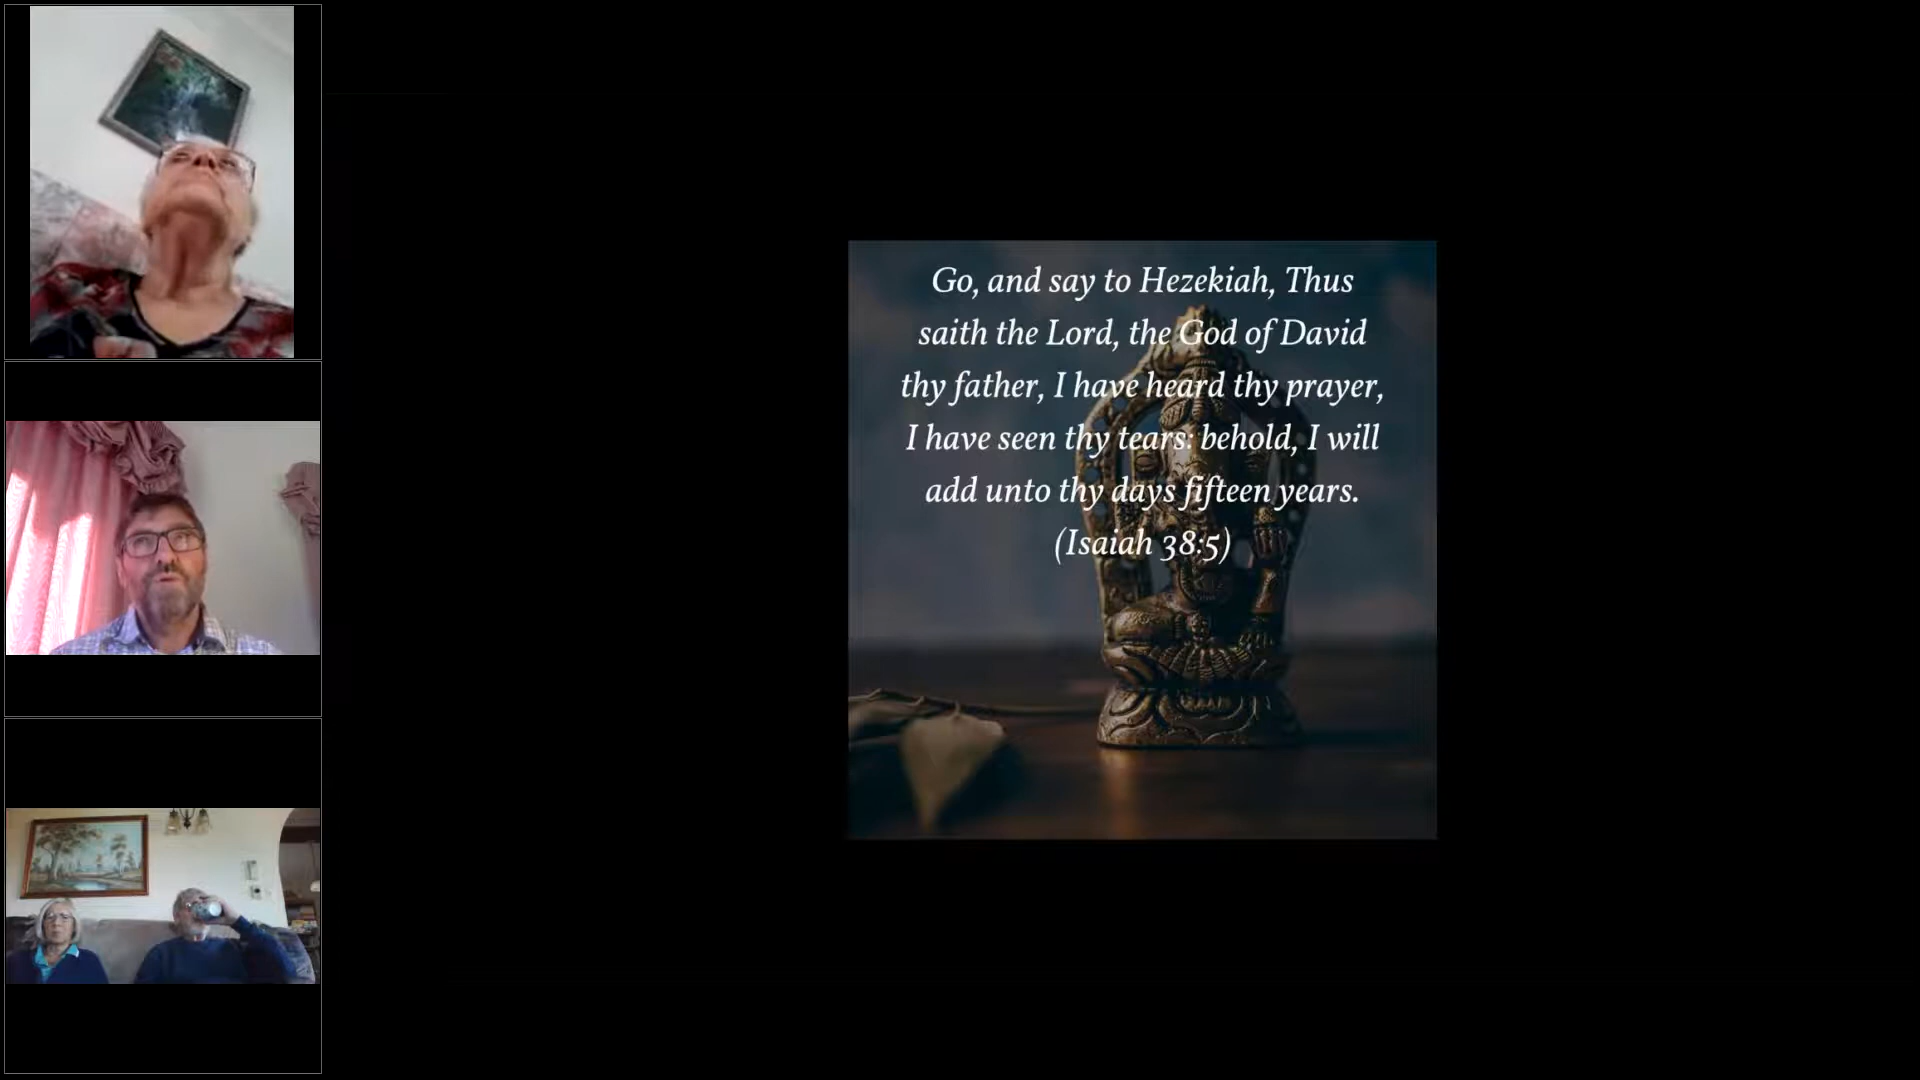 Go, and say to Hezekiah, Thus
saith the Lord, the God of David
thy father, I have heard thy prayer,
I have seen thy tears: behold, I will
add unto thy days fifteen years.
(Isaiah 38:5)